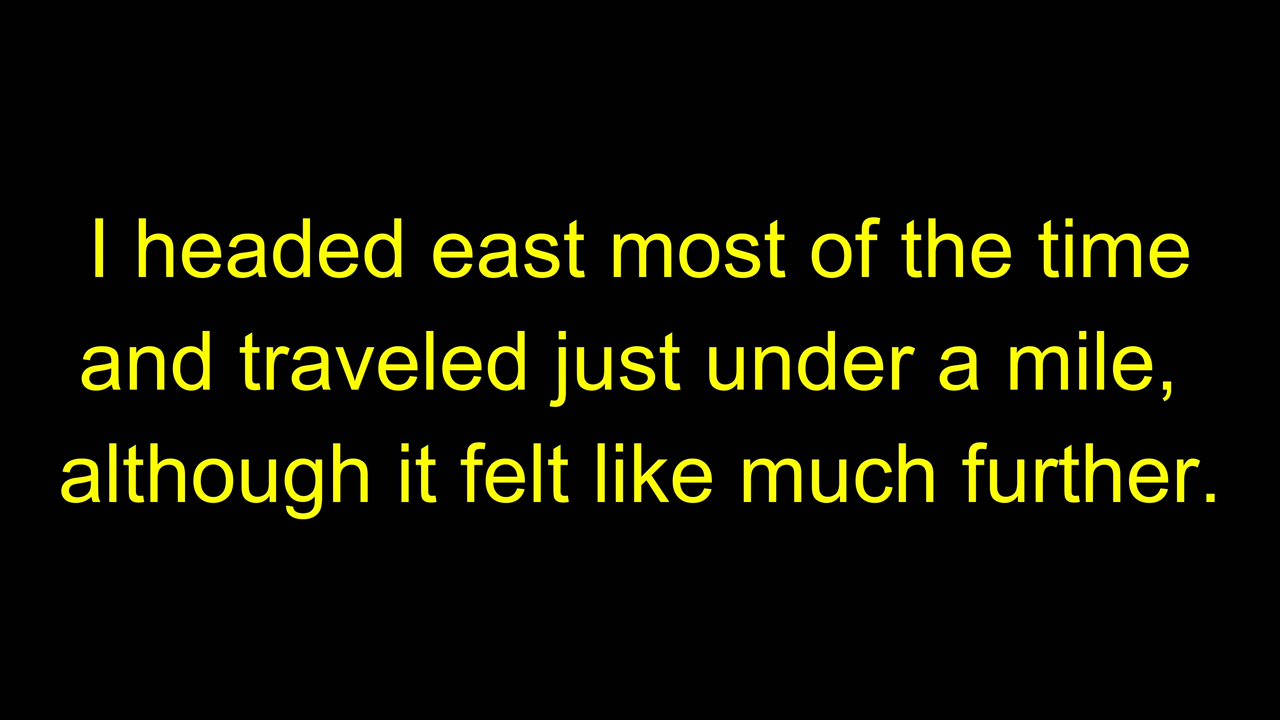 I headed east most of the time
and traveled just under a mile,
although it felt like much further.